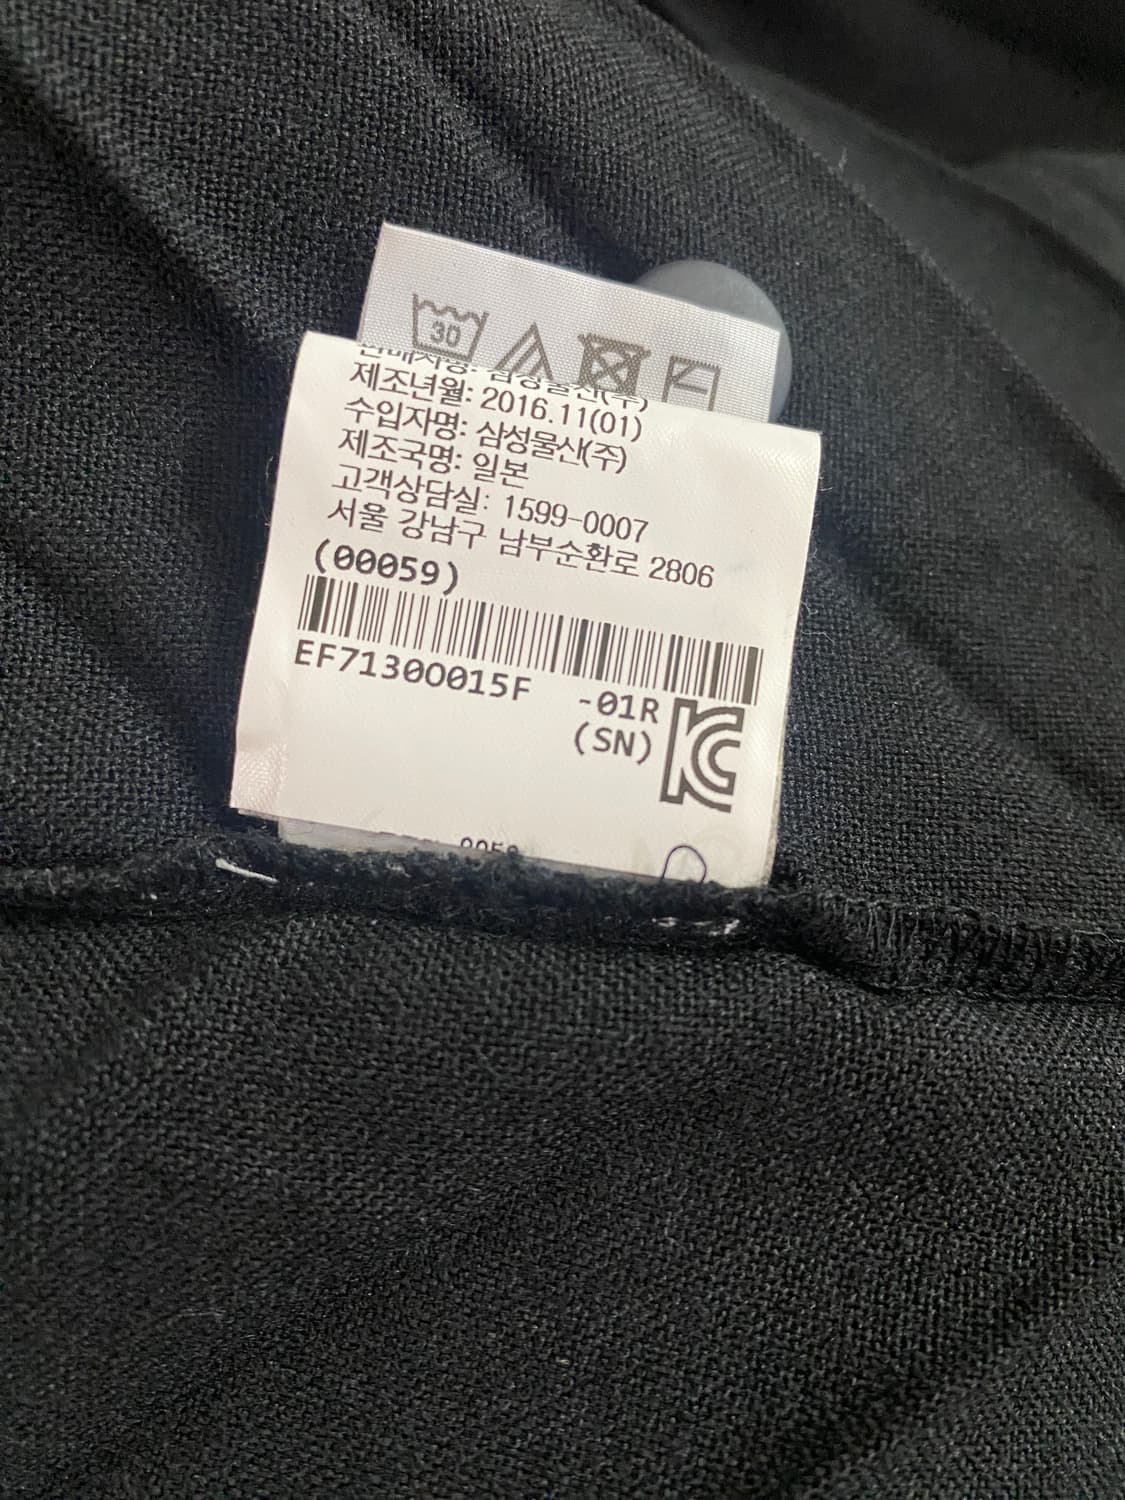 30
제조년월: 2016.11(01)
수입자명: 삼성물산(주)
제조국명: 일본
고객상담실: 1599-0007
서울 강남구 남부순환로 2806
(00059)
EF7130O015F -01R
(SN)
KC